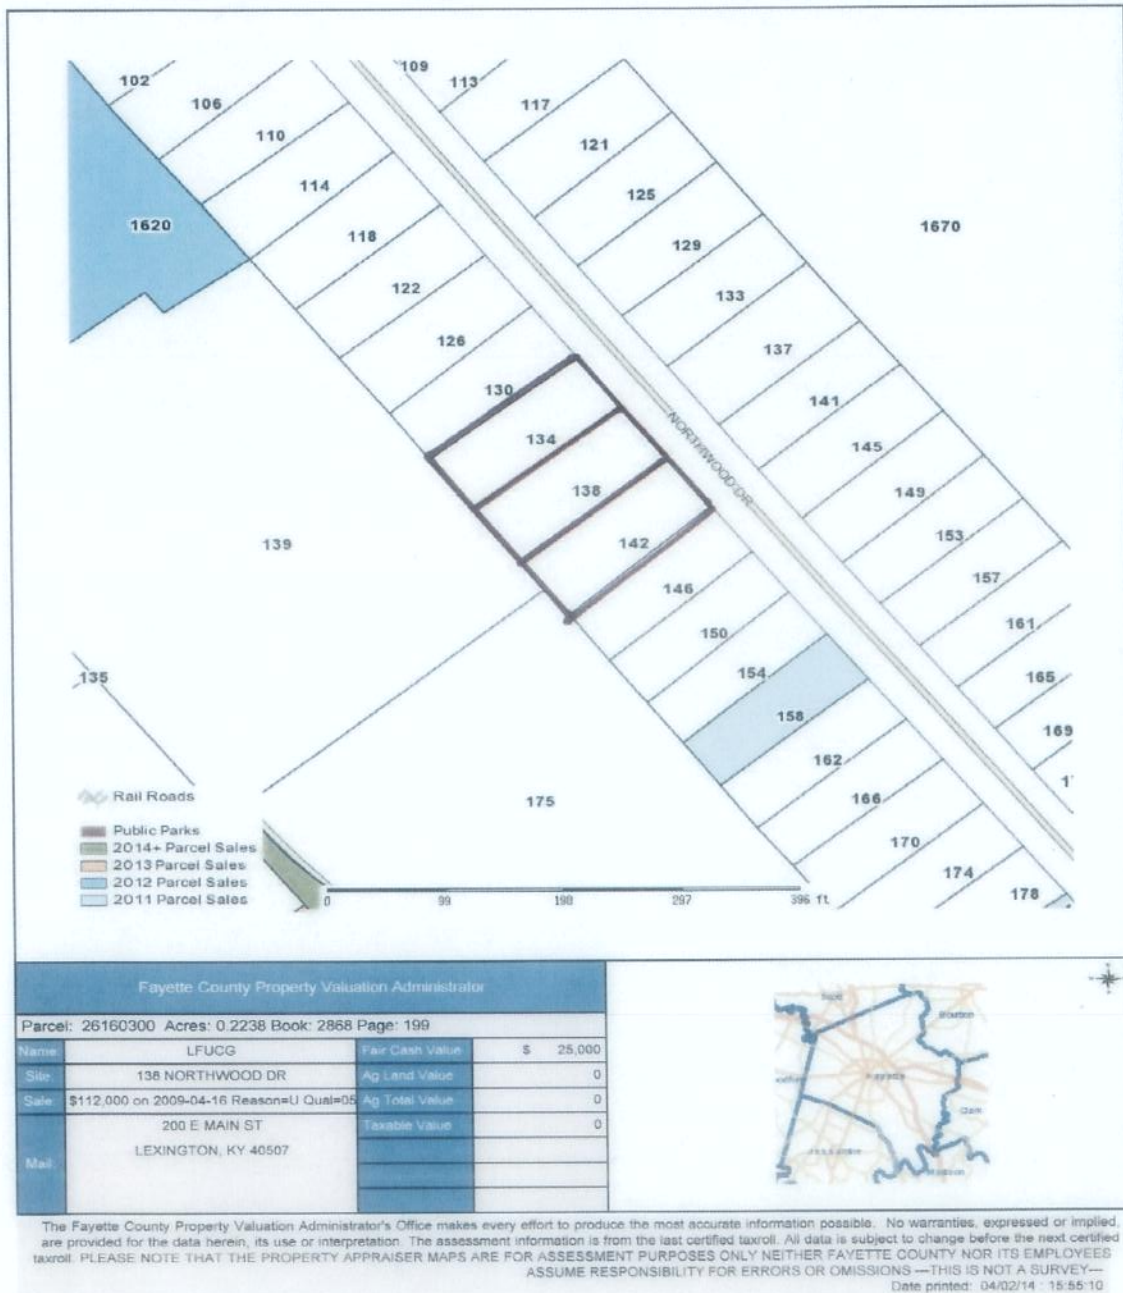 102
106
110
114
118
122
126
130
134
138
142
146
150
154
158
162
166
170
174
178
109
113
117
121
125
129
133
137
141
145
149
153
157
161
165
169
1620
1670
NORTHWOOD DR
139
135
175
Rail Roads
Public Parks
2014+ Parcel Sales
2013 Parcel Sales
2012 Parcel Sales
2011 Parcel Sales
0 99 198 297 396 ft
Fayette County Property Valuation Administrator
Parcel: 26160300 Acres: 0.2238 Book: 2868 Page: 199
Name: LFUCG Fair Cash Value $ 25,000
Site: 138 NORTHWOOD DR Ag Land Value 0
Sale: $112,000 on 2009-04-16 Reason=U Qual=05 Ag Total Value 0
Mail: 200 E MAIN ST Taxable Value 0
LEXINGTON, KY 40507
Scott
Bourbon
Fayette
Clark
Jessamine
Madison
The Fayette County Property Valuation Administrator's Office makes every effort to produce the most accurate information possible. No warranties, expressed or implied,
are provided for the data herein, its use or interpretation. The assessment information is from the last certified taxroll. All data is subject to change before the next certified
taxroll. PLEASE NOTE THAT THE PROPERTY APPRAISER MAPS ARE FOR ASSESSMENT PURPOSES ONLY NEITHER FAYETTE COUNTY NOR ITS EMPLOYEES
ASSUME RESPONSIBILITY FOR ERRORS OR OMISSIONS ---THIS IS NOT A SURVEY---
Date printed: 04/02/14 : 15:55:10